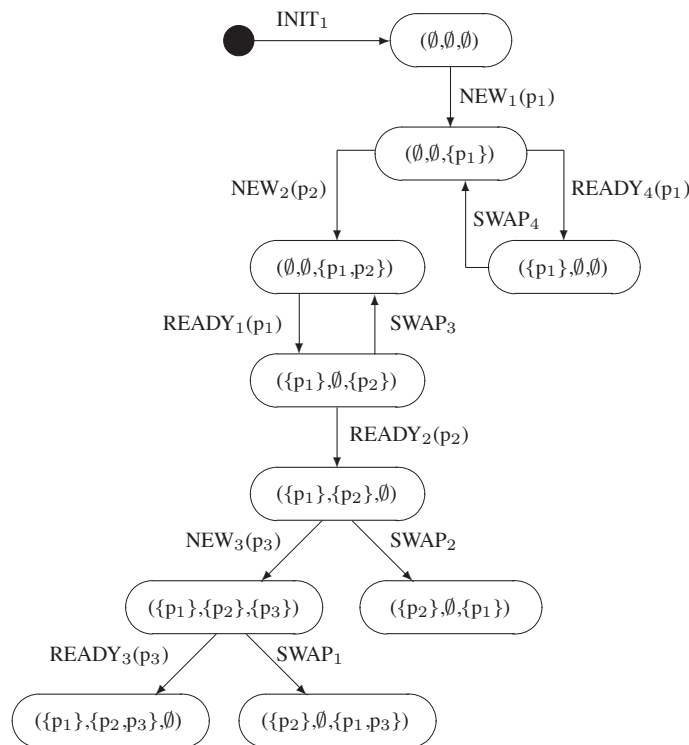 INIT₁
(∅,∅,∅)
NEW₁(p₁)
(∅,∅,{p₁})
NEW₂(p₂)
READY₄(p₁)
SWAP₄
(∅,∅,{p₁,p₂})
({p₁},∅,∅)
READY₁(p₁)
SWAP₃
({p₁},∅,{p₂})
READY₂(p₂)
({p₁},{p₂},∅)
NEW₃(p₃)
SWAP₂
({p₁},{p₂},{p₃})
({p₂},∅,{p₁})
READY₃(p₃)
SWAP₁
({p₁},{p₂,p₃},∅)
({p₂},∅,{p₁,p₃})